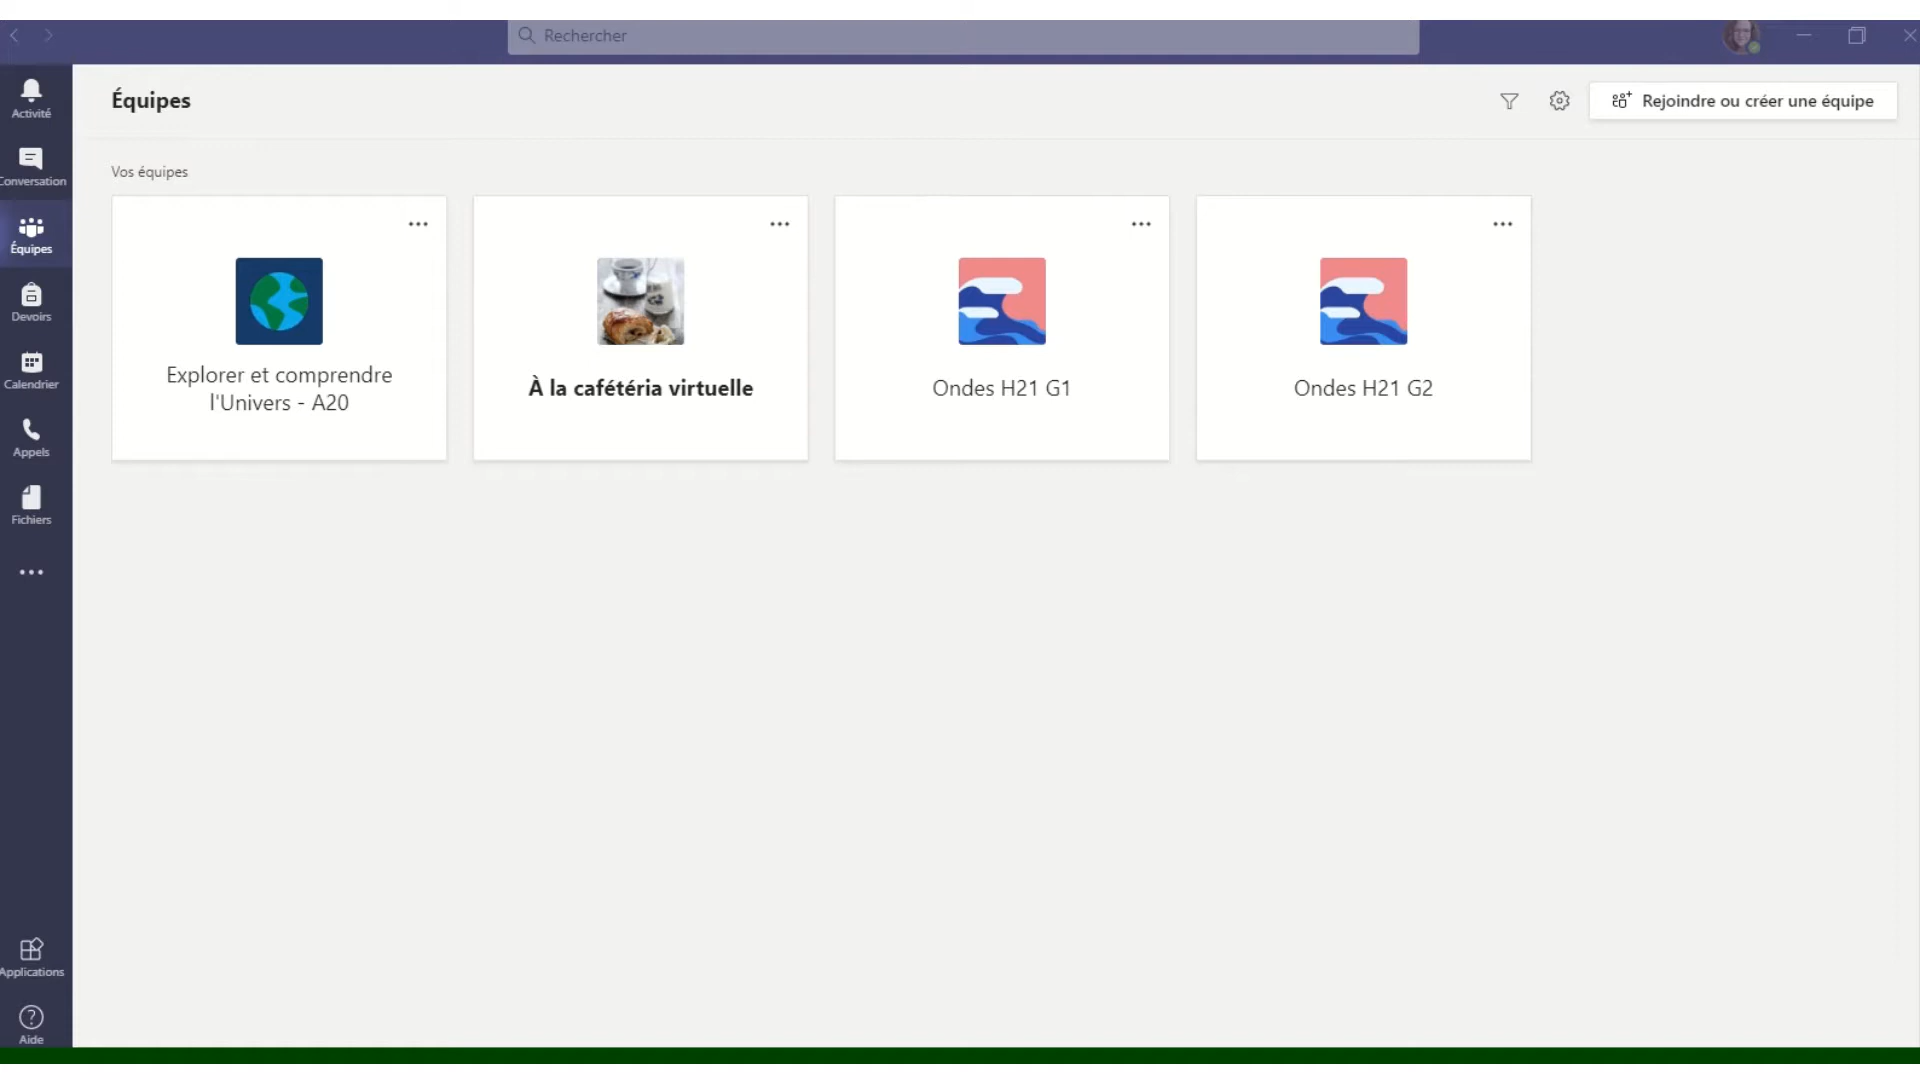 Rechercher
Activité
Conversation
Équipes
Devoirs
Calendrier
Appels
Fichiers
Applications
Aide
Équipes
Rejoindre ou créer une équipe
Vos équipes
Explorer et comprendre
l'Univers - A20
À la cafétéria virtuelle
Ondes H21 G1
Ondes H21 G2